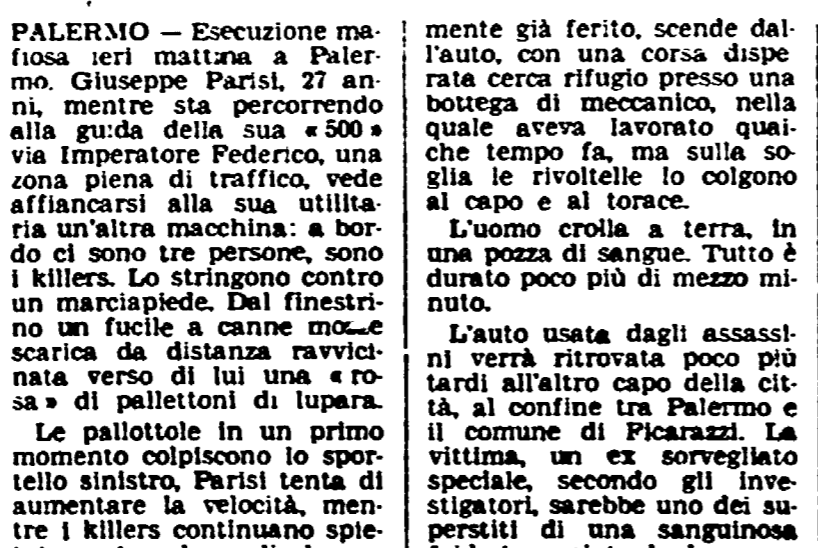 PALERMO — Esecuzione ma-
fiosa ieri mattina a Paler-
mo. Giuseppe Parisi, 27 an-
ni, mentre sta percorrendo
alla guida della sua «500»
via Imperatore Federico, una
zona piena di traffico, vede
affiancarsi alla sua utilita-
ria un'altra macchina: a bor-
do ci sono tre persone, sono
i killers. Lo stringono contro
un marciapiede. Dal finestri-
no un fucile a canne mozze
scarica da distanza ravvici-
nata verso di lui una «ro-
sa» di pallettoni di lupara.
Le pallottole in un primo
momento colpiscono lo spor-
tello sinistro, Parisi tenta di
aumentare la velocità, men-
tre i killers continuano spie-
mente già ferito, scende dal-
l'auto, con una corsa dispe
rata cerca rifugio presso una
bottega di meccanico, nella
quale aveva lavorato qual-
che tempo fa, ma sulla so-
glia le rivoltelle lo colgono
al capo e al torace.
L'uomo crolla a terra, in
una pozza di sangue. Tutto è
durato poco più di mezzo mi-
nuto.
L'auto usata dagli assassi-
ni verrà ritrovata poco più
tardi all'altro capo della cit-
tà, al confine tra Palermo e
il comune di Ficarazzi. La
vittima, un ex sorvegliato
speciale, secondo gli inve-
stigatori, sarebbe uno dei su-
perstiti di una sanguinosa